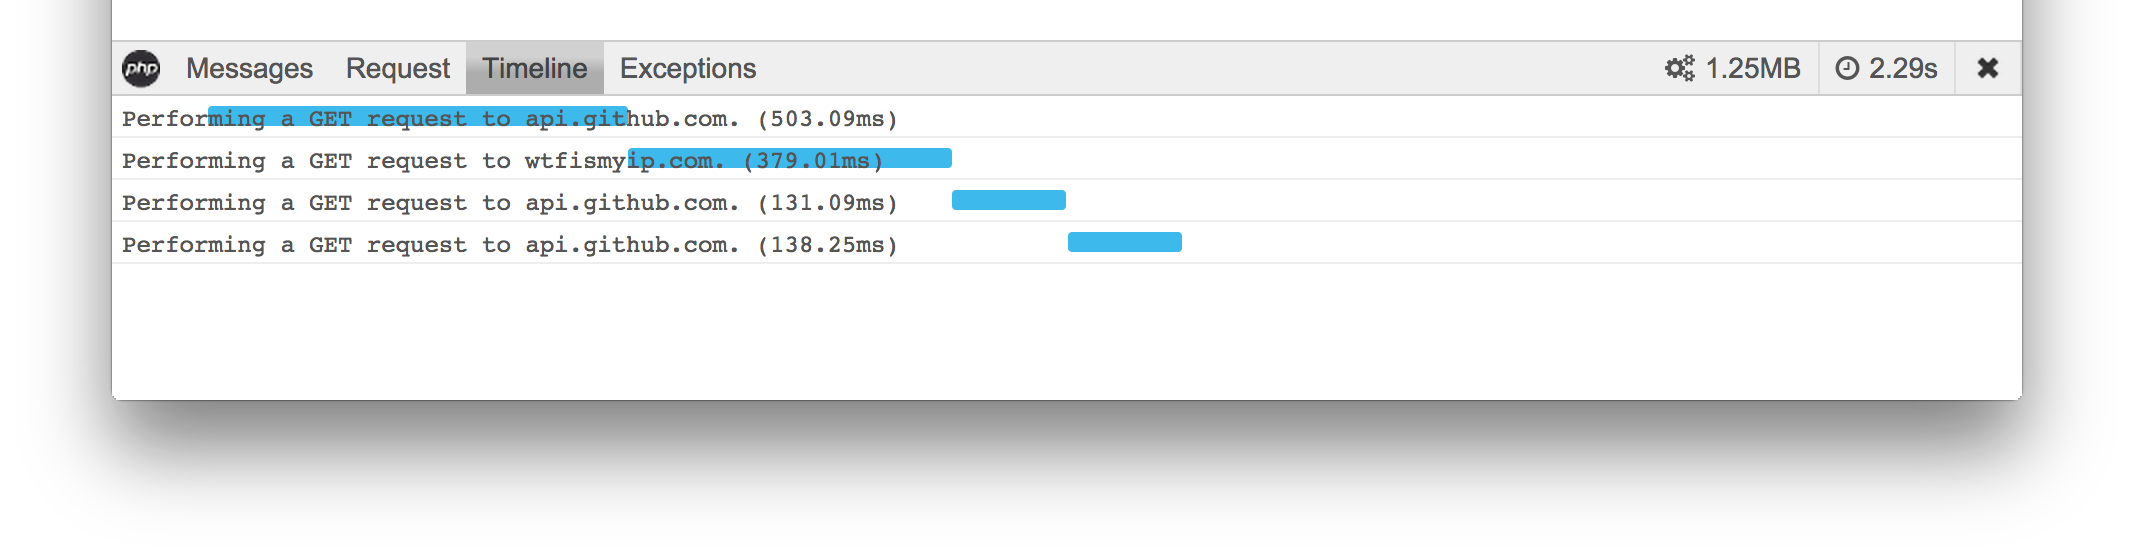 php Messages Request Timeline Exceptions 1.25MB 2.29s
Performing a GET request to api.github.com. (503.09ms)
Performing a GET request to wtfismyip.com. (379.01ms)
Performing a GET request to api.github.com. (131.09ms)
Performing a GET request to api.github.com. (138.25ms)